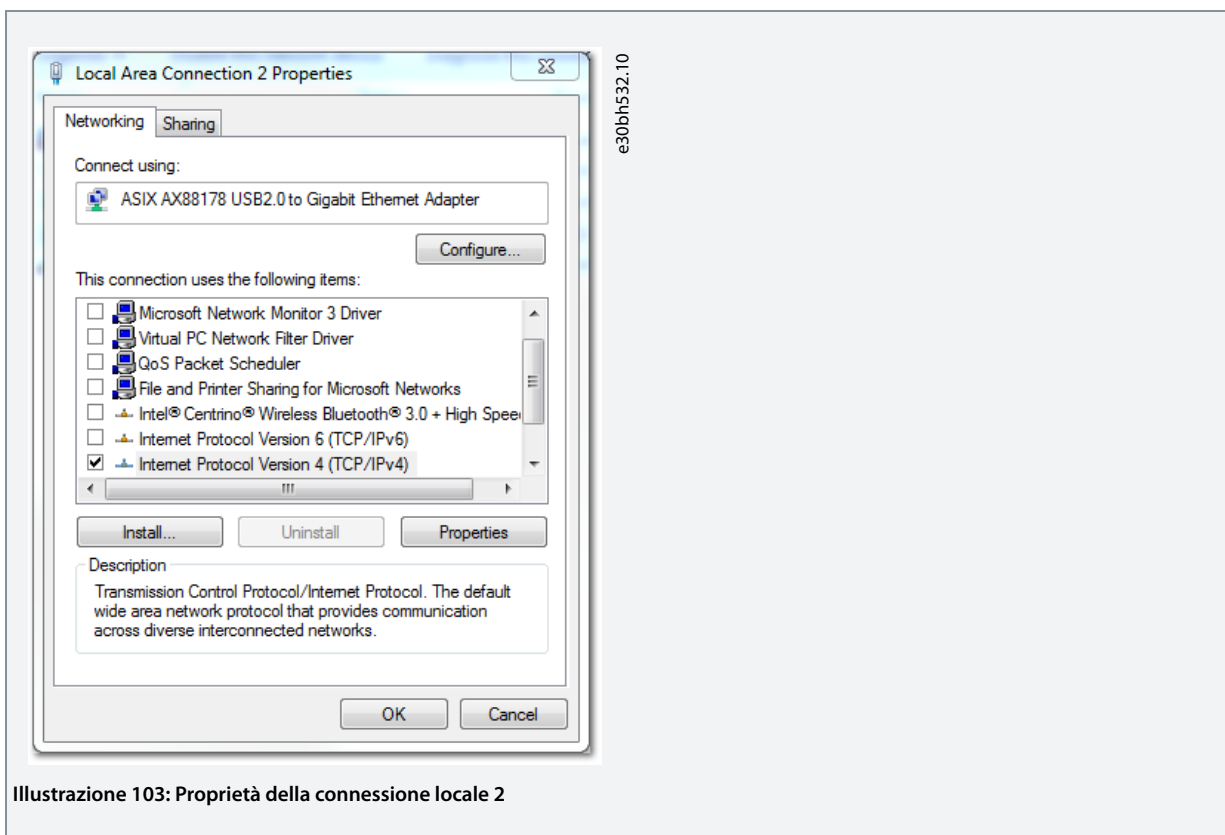 Local Area Connection 2 Properties
e30bh532.10
Networking
Sharing
Connect using:
ASIX AX88178 USB2.0 to Gigabit Ethernet Adapter
Configure...
This connection uses the following items:
Microsoft Network Monitor 3 Driver
Virtual PC Network Filter Driver
QoS Packet Scheduler
File and Printer Sharing for Microsoft Networks
Intel® Centrino® Wireless Bluetooth® 3.0 + High Spee
Internet Protocol Version 6 (TCP/IPv6)
Internet Protocol Version 4 (TCP/IPv4)
Install...
Uninstall
Properties
Description
Transmission Control Protocol/Internet Protocol. The default
wide area network protocol that provides communication
across diverse interconnected networks.
OK
Cancel
Illustrazione 103: Proprietà della connessione locale 2